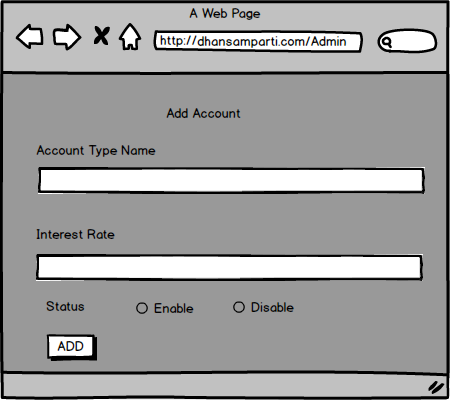 A Web Page
http://dhansamparti.com/Admin
Add Account
Account Type Name
Interest Rate
Status Enable Disable
ADD